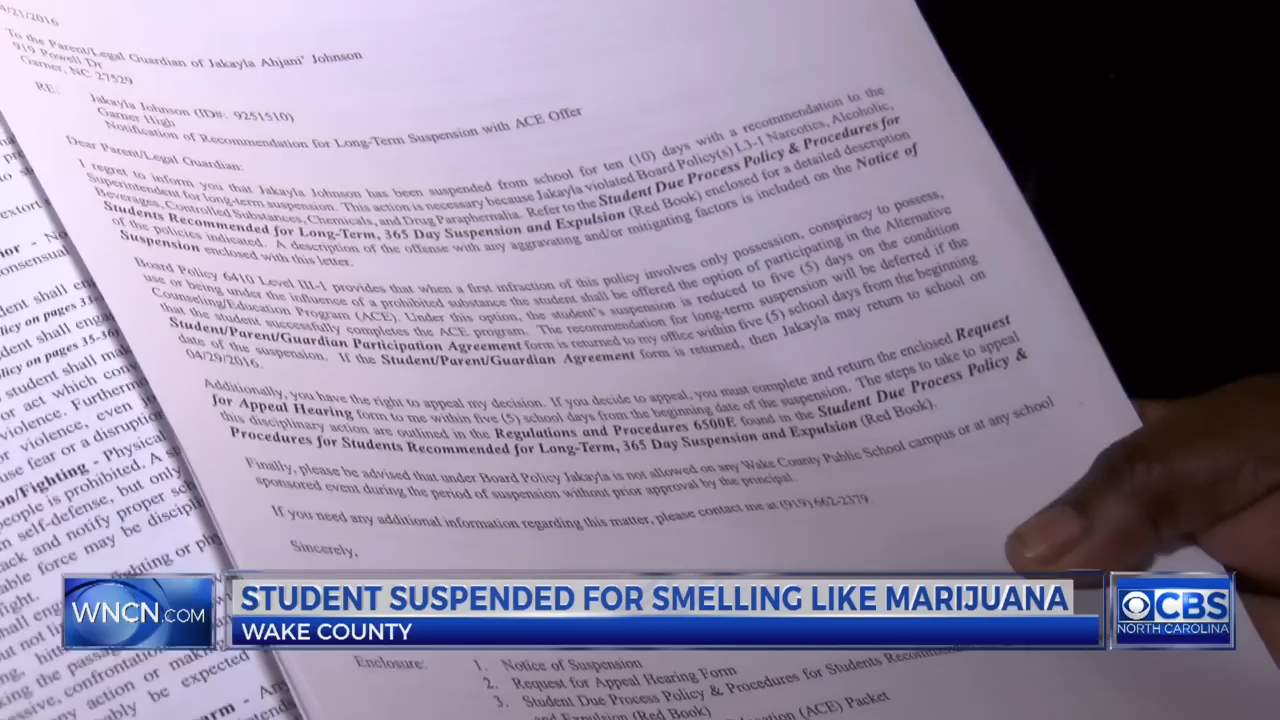 4/21/2016
To the Parent/Legal Guardian of Jakayla Ahjani' Johnson
919 Powell Dr
Garner, NC 27529
RE:
Jakayla Johnson (ID#: 9251510)
Garner High
Notification of Recommendation for Long-Term Suspension with ACE Offer
Dear Parent/Legal Guardian:
I regret to inform you that Jakayla Johnson has been suspended from school for ten (10) days with a recommendation to the
Superintendent for long-term suspension. This action is necessary because Jakayla violated Board Policy(s) L3-1 Narcotics, Alcoholic,
Beverages, Controlled Substances, Chemicals, and Drug Paraphernalia. Refer to the Student Due Process Policy & Procedures for
Students Recommended for Long-Term, 365 Day Suspension and Expulsion (Red Book) enclosed for a detailed description
of the policies indicated. A description of the offense with any aggravating and/or mitigating factors is included on the Notice of
Suspension enclosed with this letter.
Board Policy 6410 Level III-1 provides that when a first infraction of this policy involves only possession, conspiracy to possess,
use or being under the influence of a prohibited substance the student shall be offered the option of participating in the Alternative
Counseling/Education Program (ACE). Under this option, the student's suspension is reduced to five (5) days on the condition
that the student successfully completes the ACE program. The recommendation for long-term suspension will be deferred if the
Student/Parent/Guardian Participation Agreement form is returned to my office within five (5) school days from the beginning
date of the suspension. If the Student/Parent/Guardian Agreement form is returned, then Jakayla may return to school on
04/29/2016.
Additionally, you have the right to appeal my decision. If you decide to appeal, you must complete and return the enclosed Request
for Appeal Hearing form to me within five (5) school days from the beginning date of the suspension. The steps to take to appeal
this disciplinary action are outlined in the Regulations and Procedures 6500E found in the Student Due Process Policy &
Procedures for Students Recommended for Long-Term, 365 Day Suspension and Expulsion (Red Book).
Finally, please be advised that under Board Policy Jakayla is not allowed on any Wake County Public School campus or at any school
sponsored event during the period of suspension without prior approval by the principal.
If you need any additional information regarding this matter, please contact me at (919) 662-2379
Sincerely,
WNCN.COM
STUDENT SUSPENDED FOR SMELLING LIKE MARIJUANA
WAKE COUNTY
CBS
NORTH CAROLINA
Enclosure:
1. Notice of Suspension
2. Request for Appeal Hearing Form
3. Student Due Process Policy & Procedures for Students
and Expulsion (Red Book)
(ACE) Packet